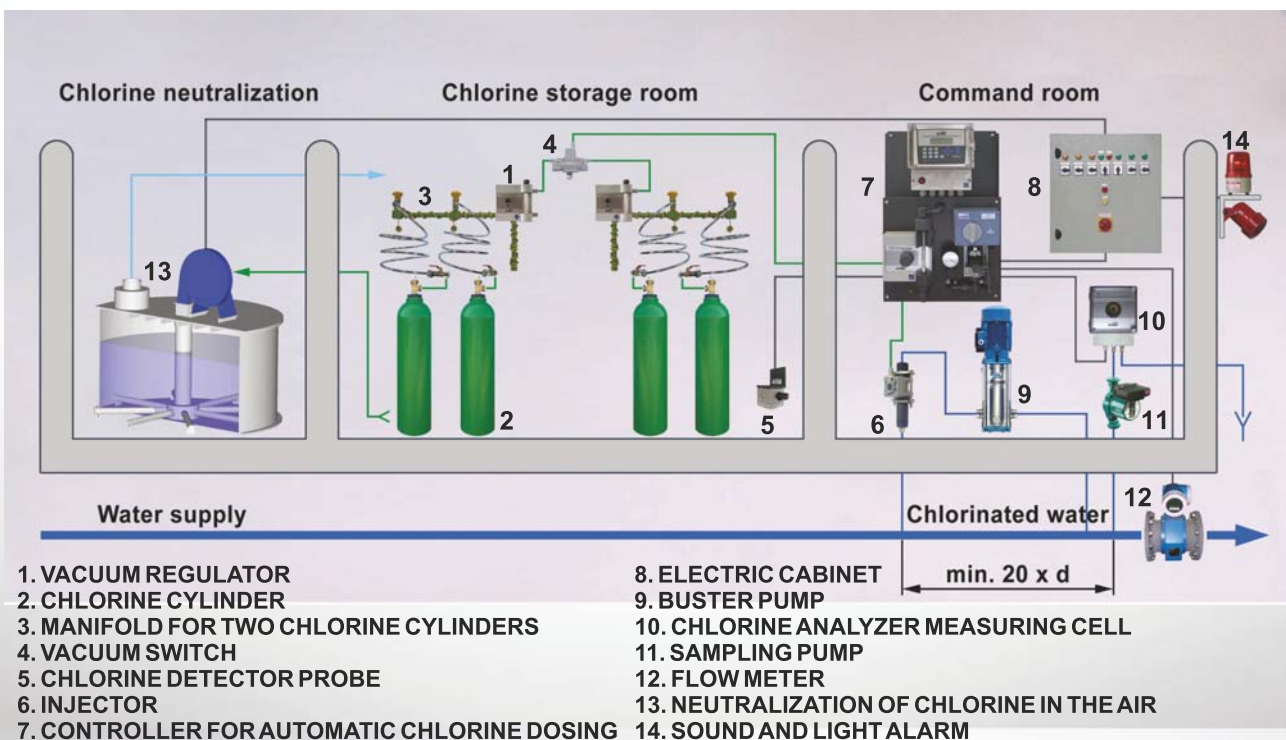 Chlorine neutralization
Chlorine storage room
Command room
1
2
3
4
5
6
7
8
9
10
11
12
13
14
Water supply
Chlorinated water
min. 20 x d
1. VACUUM REGULATOR
2. CHLORINE CYLINDER
3. MANIFOLD FOR TWO CHLORINE CYLINDERS
4. VACUUM SWITCH
5. CHLORINE DETECTOR PROBE
6. INJECTOR
7. CONTROLLER FOR AUTOMATIC CHLORINE DOSING
8. ELECTRIC CABINET
9. BUSTER PUMP
10. CHLORINE ANALYZER MEASURING CELL
11. SAMPLING PUMP
12. FLOW METER
13. NEUTRALIZATION OF CHLORINE IN THE AIR
14. SOUND AND LIGHT ALARM